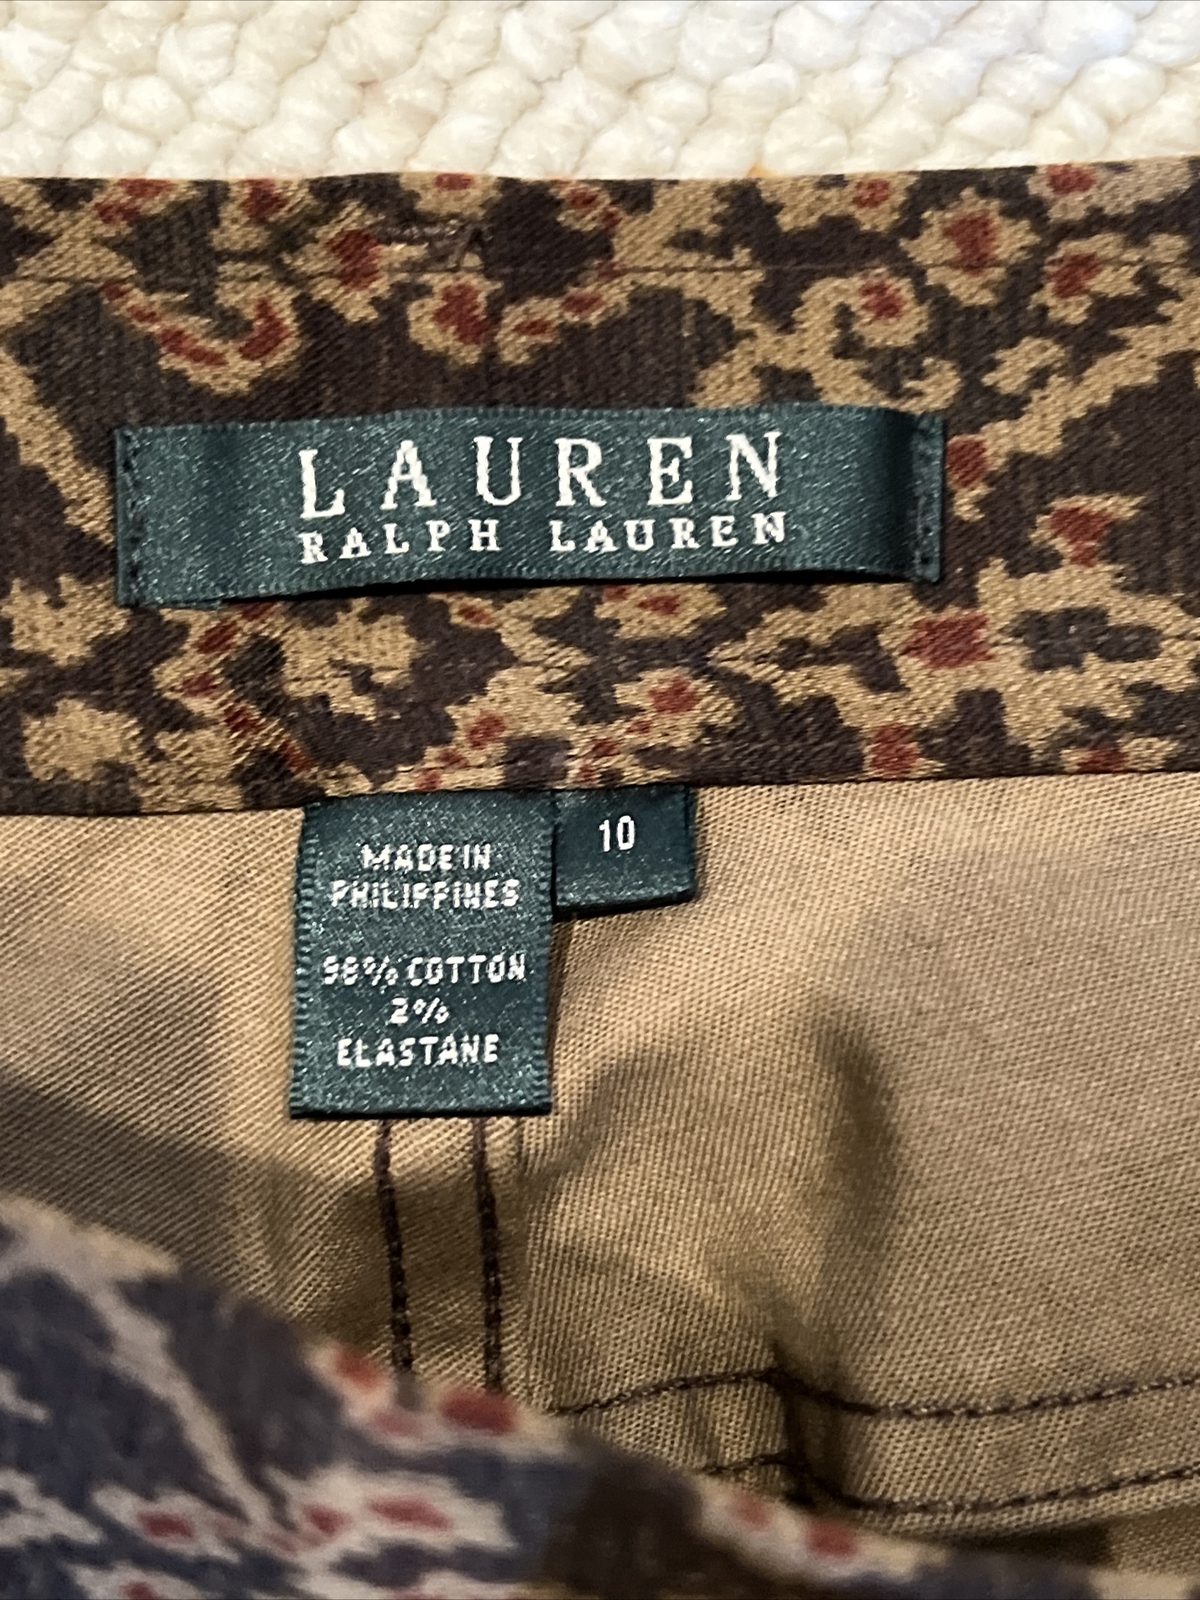 LAUREN
RALPH LAUREN
10
MADE IN
PHILIPPINES
98% COTTON
2%
ELASTANE